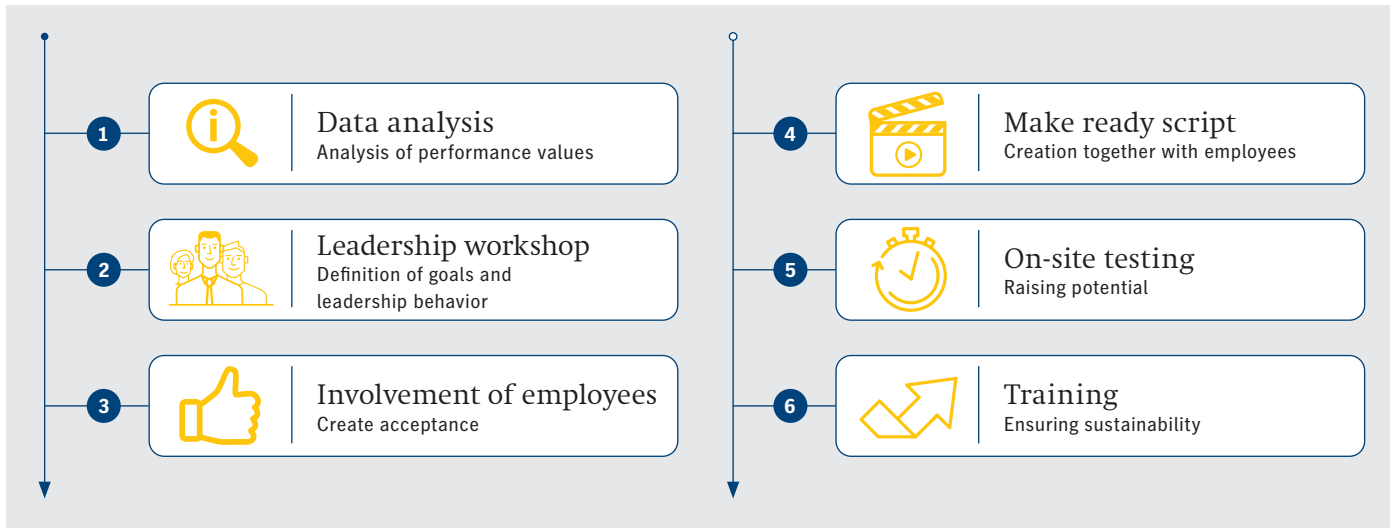 1
Data analysis
Analysis of performance values
2
Leadership workshop
Definition of goals and
leadership behavior
3
Involvement of employees
Create acceptance
4
Make ready script
Creation together with employees
5
On-site testing
Raising potential
6
Training
Ensuring sustainability